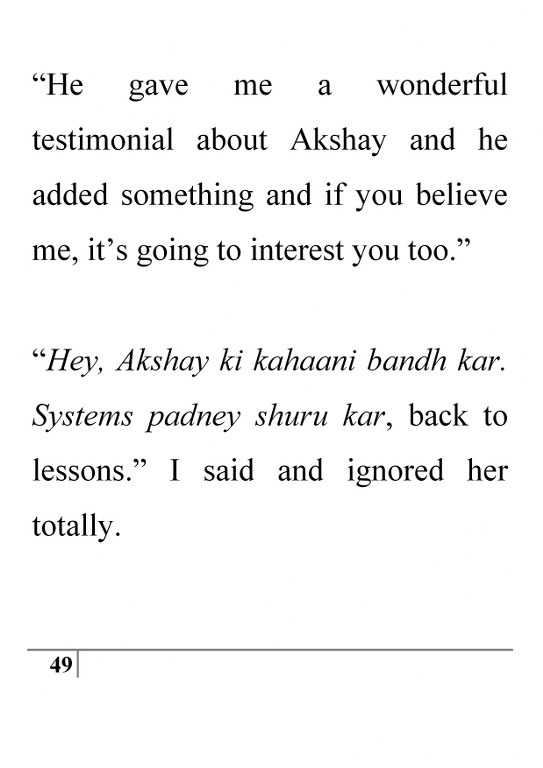 “He gave me a wonderful
testimonial about Akshay and he
added something and if you believe
me, it’s going to interest you too.”
“Hey, Akshay ki kahaani bandh kar.
Systems padney shuru kar, back to
lessons.” I said and ignored her
totally.
49